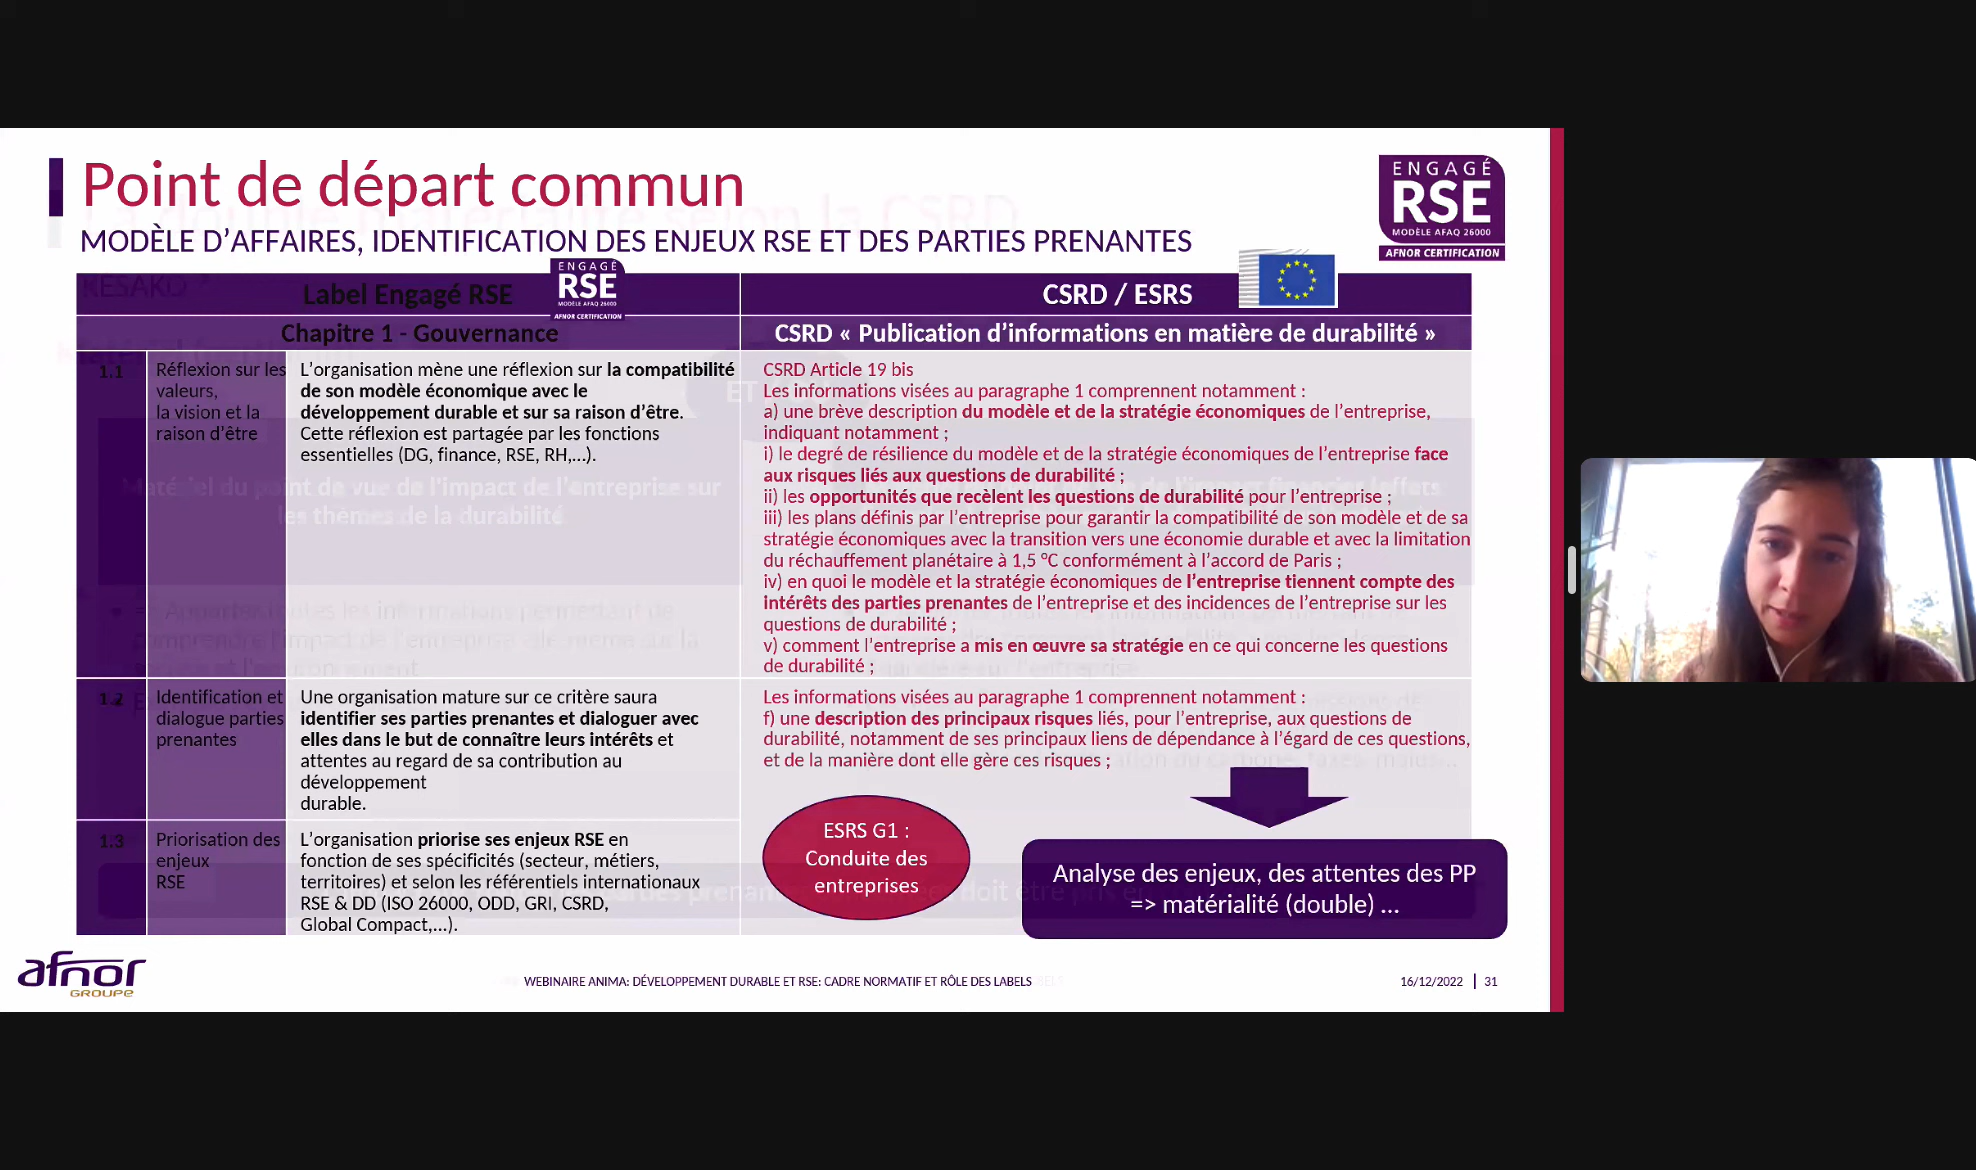 Point de départ commun
MODÈLE D’AFFAIRES, IDENTIFICATION DES ENJEUX RSE ET DES PARTIES PRENANTES
ENGAGÉ
RSE
MODÈLE AFAQ 26000
AFNOR CERTIFICATION
Label Engagé RSE
ENGAGÉ
RSE
MODÈLE AFAQ 26000
AFNOR CERTIFICATION
CSRD / ESRS
Chapitre 1 - Gouvernance
CSRD « Publication d’informations en matière de durabilité »
1.1
Réflexion sur les
valeurs,
la vision et la
raison d’être
L’organisation mène une réflexion sur la compatibilité
de son modèle économique avec le
développement durable et sur sa raison d’être.
Cette réflexion est partagée par les fonctions
essentielles (DG, finance, RSE, RH,...).
CSRD Article 19 bis
Les informations visées au paragraphe 1 comprennent notamment :
a) une brève description du modèle et de la stratégie économiques de l’entreprise,
indiquant notamment ;
i) le degré de résilience du modèle et de la stratégie économiques de l’entreprise face
aux risques liés aux questions de durabilité ;
ii) les opportunités que recèlent les questions de durabilité pour l’entreprise ;
iii) les plans définis par l’entreprise pour garantir la compatibilité de son modèle et de sa
stratégie économiques avec la transition vers une économie durable et avec la limitation
du réchauffement planétaire à 1,5 °C conformément à l’accord de Paris ;
iv) en quoi le modèle et la stratégie économiques de l’entreprise tiennent compte des
intérêts des parties prenantes de l’entreprise et des incidences de l’entreprise sur les
questions de durabilité ;
v) comment l’entreprise a mis en œuvre sa stratégie en ce qui concerne les questions
de durabilité ;
1.2
Identification et
dialogue parties
prenantes
Une organisation mature sur ce critère saura
identifier ses parties prenantes et dialoguer avec
elles dans le but de connaître leurs intérêts et
attentes au regard de sa contribution au
développement
durable.
Les informations visées au paragraphe 1 comprennent notamment :
f) une description des principaux risques liés, pour l’entreprise, aux questions de
durabilité, notamment de ses principaux liens de dépendance à l’égard de ces questions,
et de la manière dont elle gère ces risques ;
1.3
Priorisation des
enjeux
RSE
L’organisation priorise ses enjeux RSE en
fonction de ses spécificités (secteur, métiers,
territoires) et selon les référentiels internationaux
RSE & DD (ISO 26000, ODD, GRI, CSRD,
Global Compact,...).
ESRS G1 :
Conduite des
entreprises
Analyse des enjeux, des attentes des PP
=> matérialité (double) ...
afnor
GROUPE
WEBINAIRE ANIMA: DÉVELOPPEMENT DURABLE ET RSE: CADRE NORMATIF ET RÔLE DES LABELS
16/12/2022
31